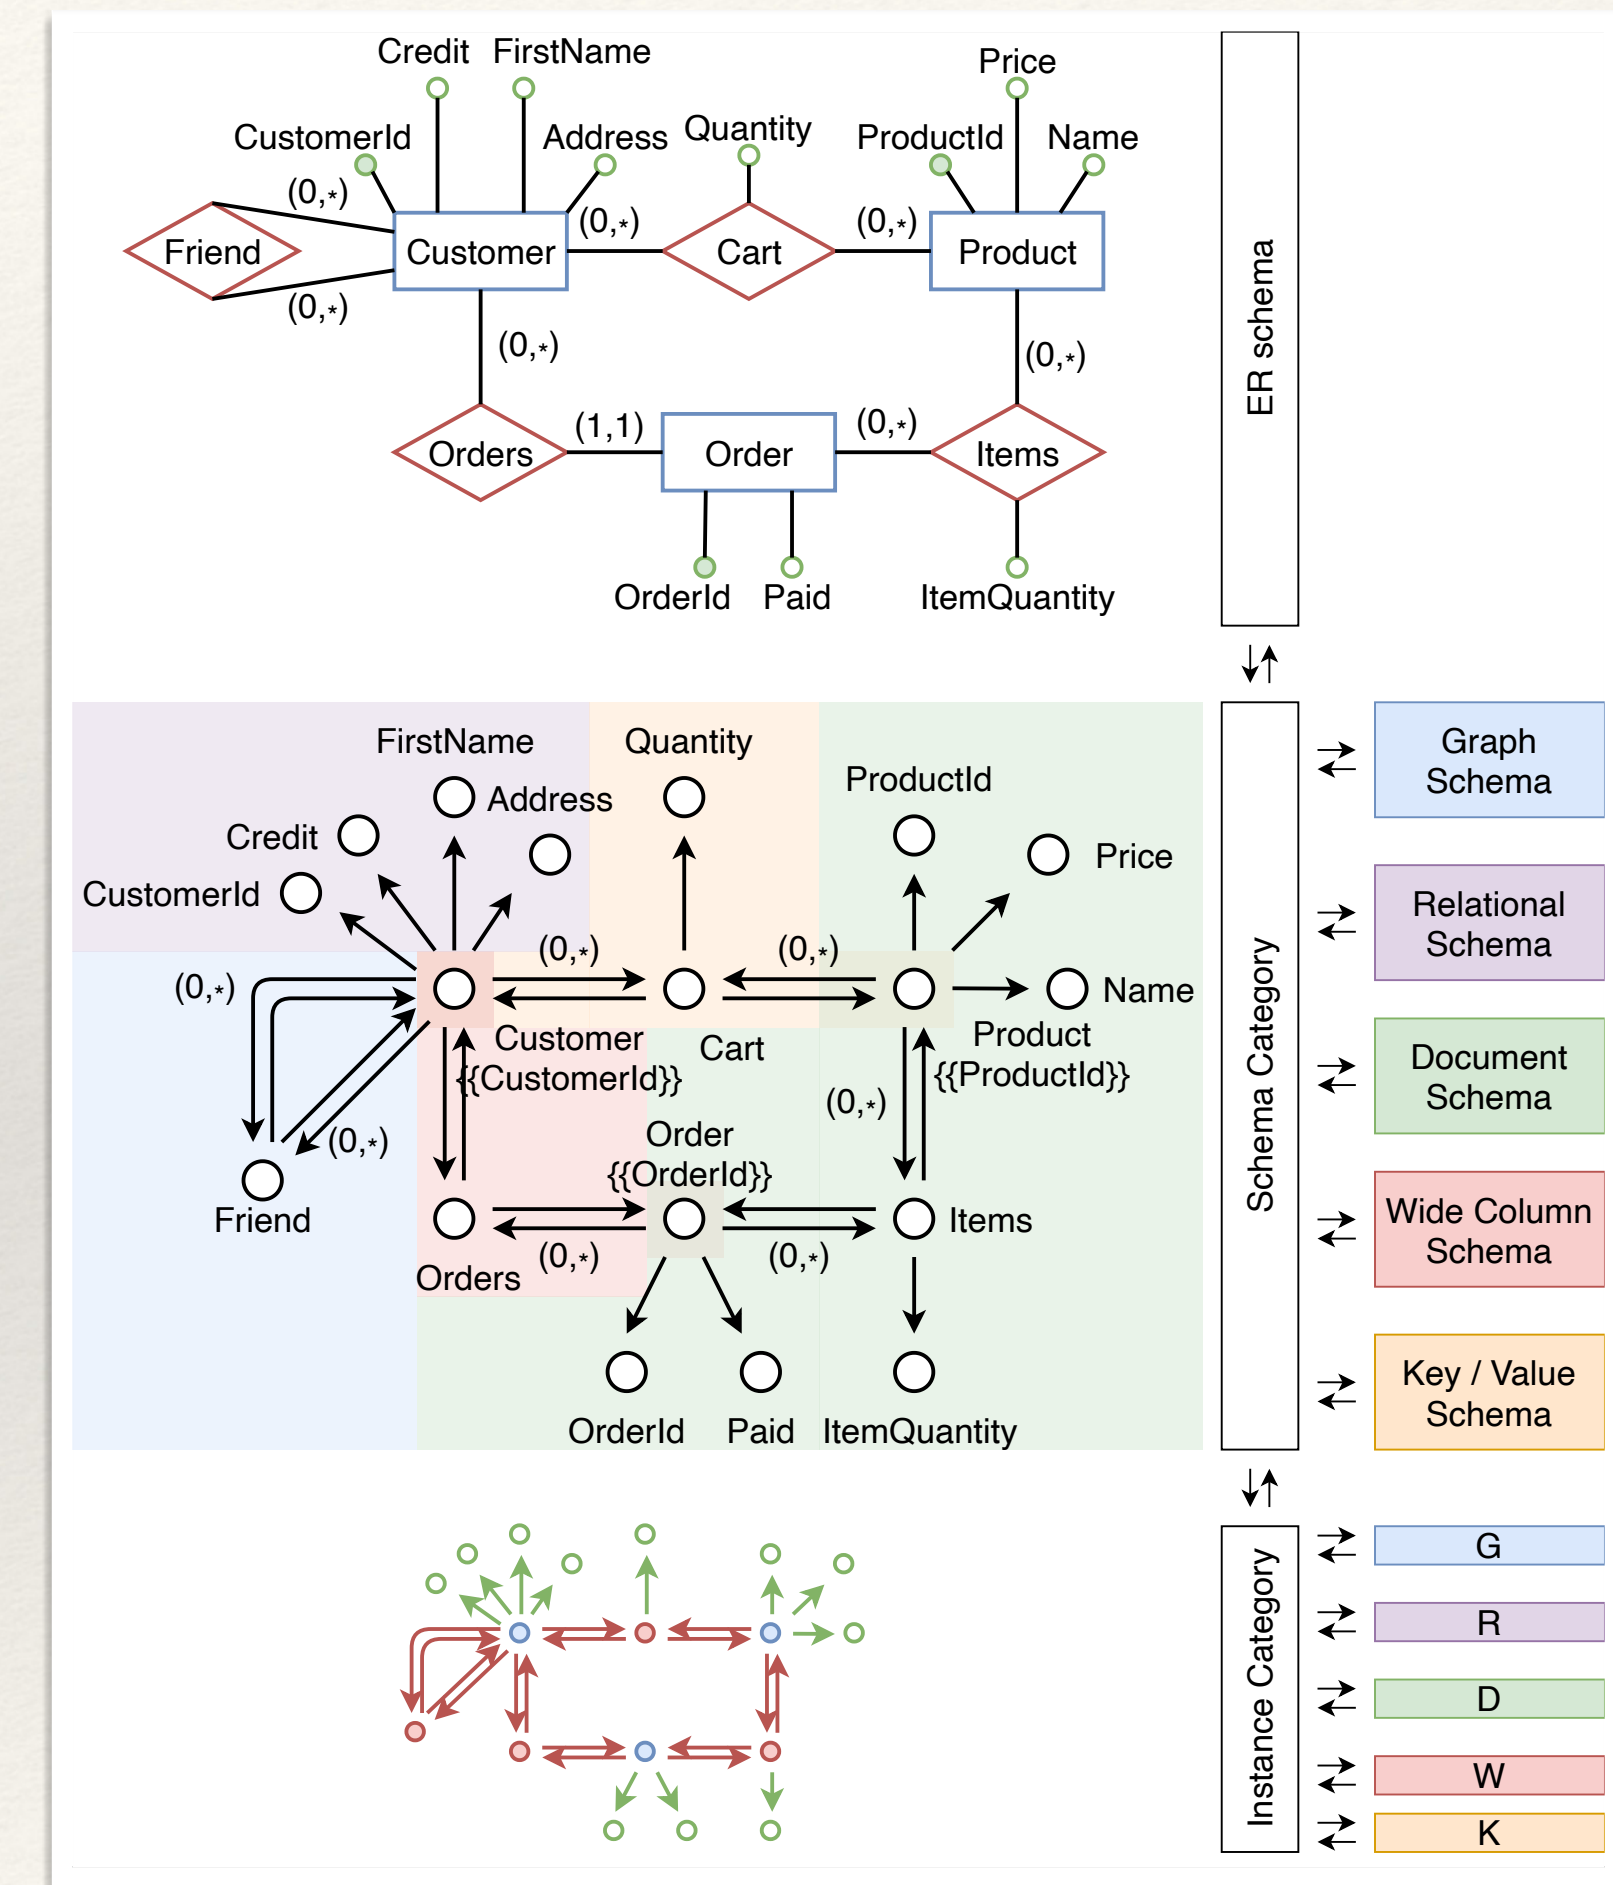 Credit FirstName
Price
CustomerId Address Quantity ProductId Name
(0,*)
(0,*) (0,*)
Friend Customer Cart Product
(0,*)
(0,*) (0,*)
(1,1) (0,*)
Orders Order Items
OrderId Paid ItemQuantity
ER schema
FirstName Quantity
ProductId
Address
Credit Price
CustomerId
(0,*) (0,*)
(0,*) Name
Customer Cart Product
{{CustomerId}} {{ProductId}}
(0,*)
(0,*) Order
{{OrderId}}
Friend Items
(0,*) (0,*)
Orders
OrderId Paid ItemQuantity
Schema Category
Graph
Schema
Relational
Schema
Document
Schema
Wide Column
Schema
Key / Value
Schema
Instance Category
G
R
D
W
K